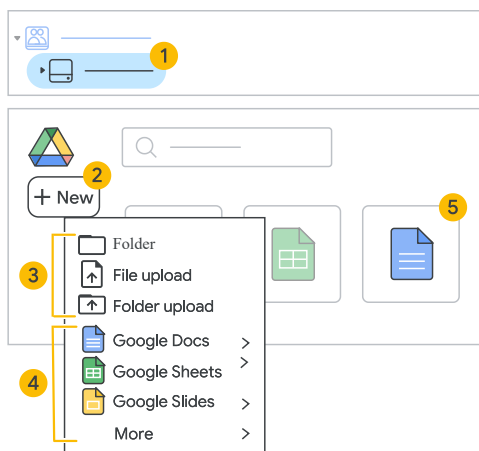 1
2
+ New
5
Folder
3
File upload
Folder upload
Google Docs
Google Sheets
4
Google Slides
More